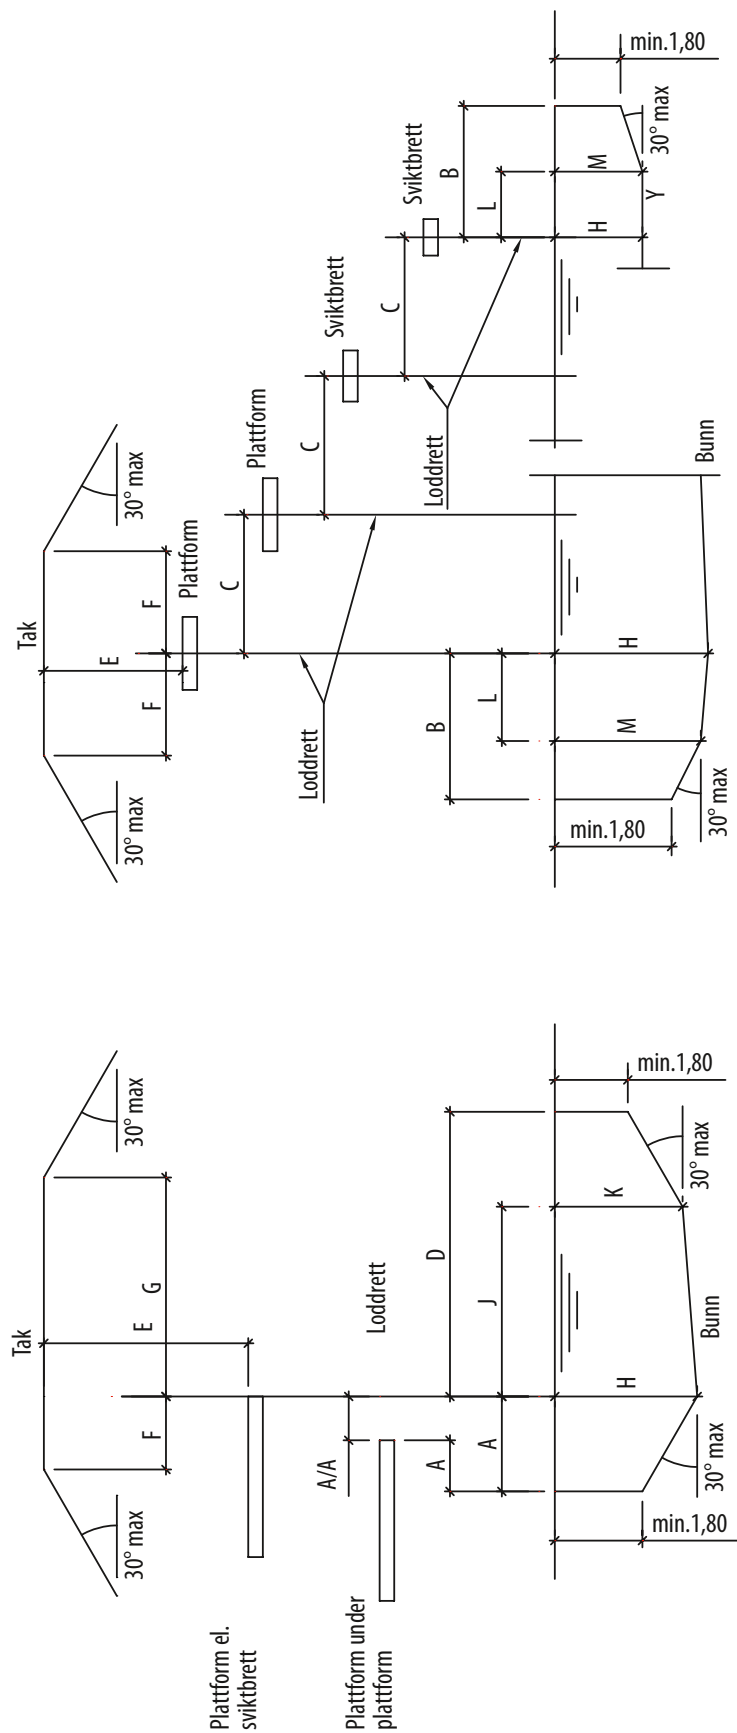 min.1,80
30° max
B
Sviktbrett
L
M
Y
H
C
Sviktbrett
Loddrett
C
Plattform
30° max
Bunn
Tak
F
Plattform
C
E
H
F
Loddrett
B
L
M
30° max
min.1,80
30° max
30° max
min.1,80
D
K
30° max
Tak
G
E
Loddrett
J
Bunn
H
F
A/A
A
A
30° max
30° max
min.1,80
Plattform el.
sviktbrett
Plattform under
plattform